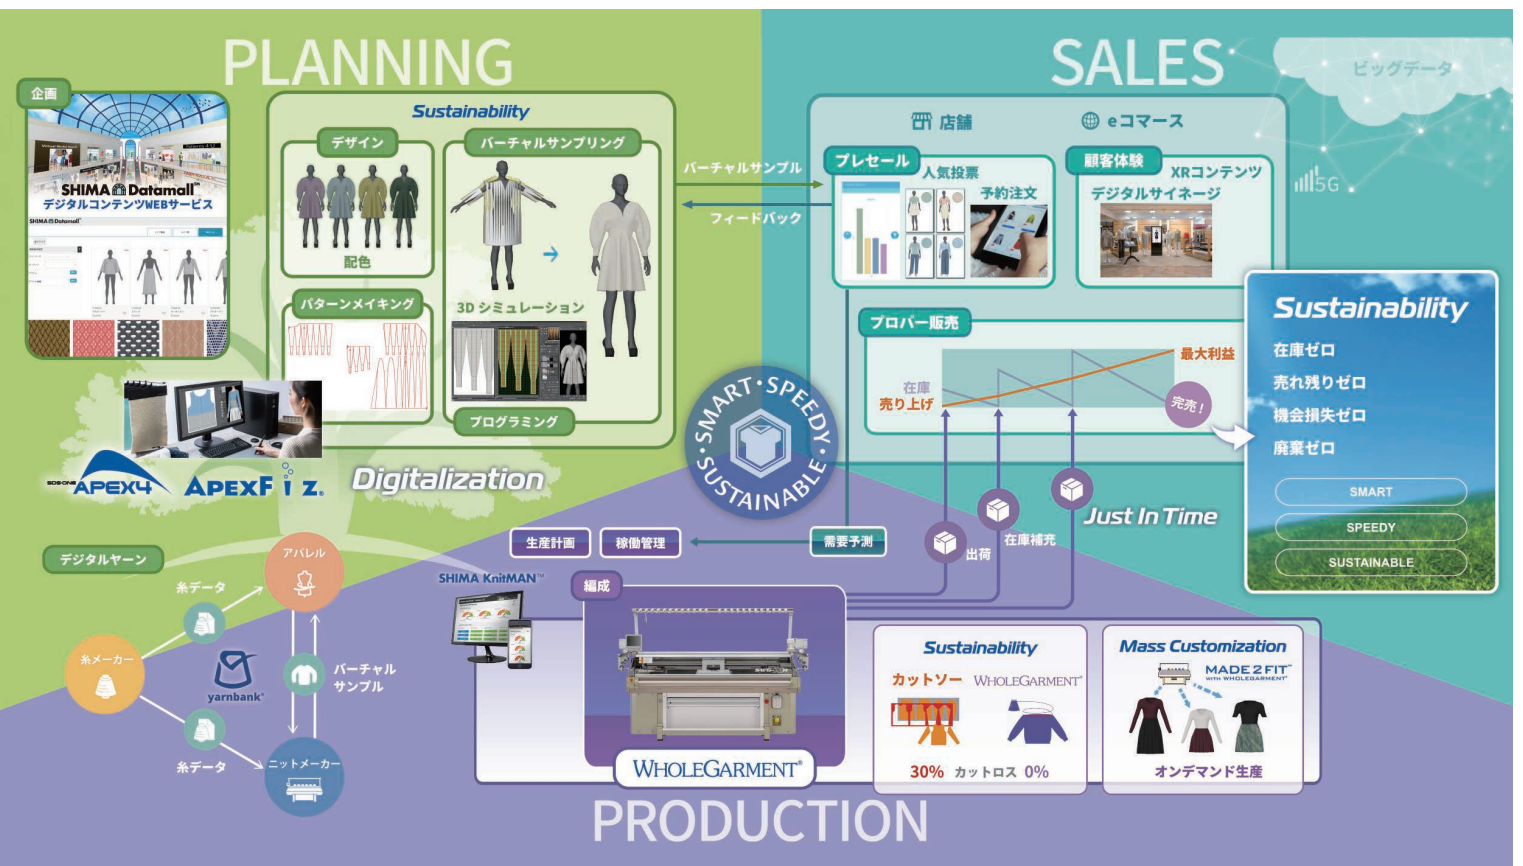 PLANNING
企画
SHIMA Datamall™
デジタルコンテンツWEBサービス
SHIMA Datamall
Sustainability
デザイン
配色
バーチャルサンプリング
パターンメイキング
3D シミュレーション
プログラミング
SDS-ONE APEX4
APEXFiz®
Digitalization
バーチャルサンプル
フィードバック
SALES
ビッグデータ
5G
店舗
eコマース
プレセール
人気投票
予約注文
顧客体験
XRコンテンツ
デジタルサイネージ
プロパー販売
在庫
売り上げ
最大利益
完売！
Sustainability
在庫ゼロ
売れ残りゼロ
機会損失ゼロ
廃棄ゼロ
SMART
SPEEDY
SUSTAINABLE
SMART・SPEEDY・SUSTAINABLE・
Just In Time
出荷
在庫補充
生産計画
稼働管理
需要予測
デジタルヤーン
アパレル
糸データ
糸メーカー
yarnbank®
バーチャル
サンプル
糸データ
ニットメーカー
SHIMA KnitMAN™
編成
WHOLEGARMENT®
Sustainability
カットソー WHOLEGARMENT®
30% カットロス 0%
Mass Customization
MADE2FIT™
WITH WHOLEGARMENT®
オンデマンド生産
PRODUCTION